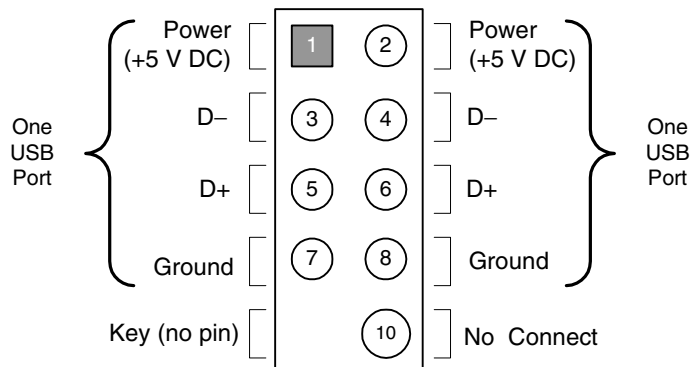 Power
(+5 V DC)
1
2
Power
(+5 V DC)
D−
3
4
D−
One
USB
Port
One
USB
Port
D+
5
6
D+
Ground
7
8
Ground
Key (no pin)
10
No Connect